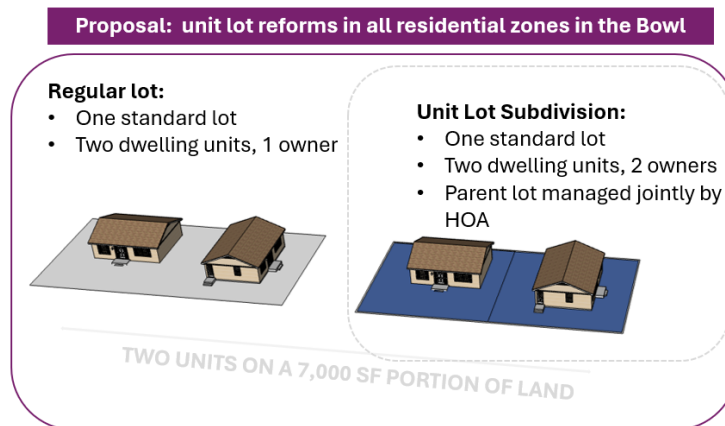 Proposal: unit lot reforms in all residential zones in the Bowl
Regular lot:
• One standard lot
• Two dwelling units, 1 owner
Unit Lot Subdivision:
• One standard lot
• Two dwelling units, 2 owners
• Parent lot managed jointly by
HOA
TWO UNITS ON A 7,000 SF PORTION OF LAND